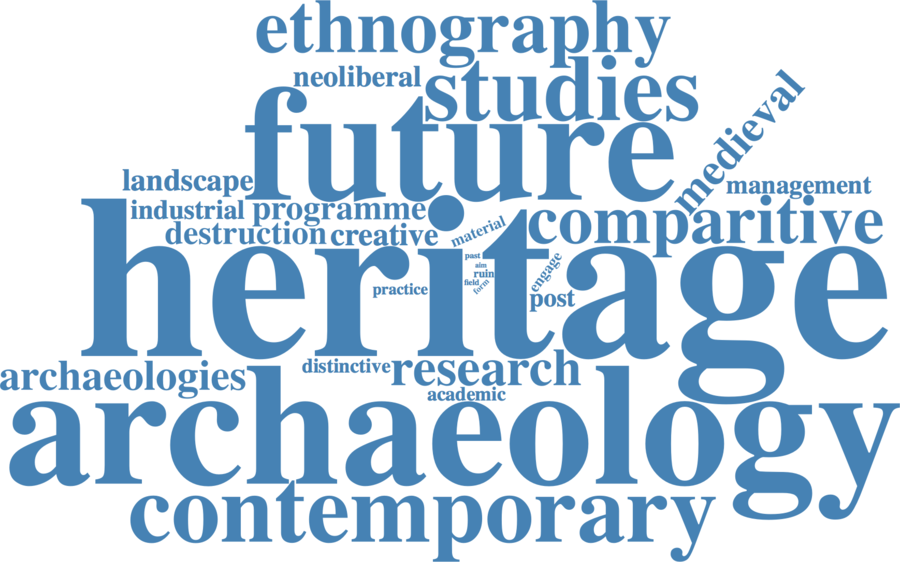 ethnography
neoliberal
studies
future
medieval
landscape
management
industrial
programme
comparitive
destruction
creative
material
heritage
past
aim
ruin
field
form
engage
practice
post
archaeologies
distinctive
research
academic
archaeology
contemporary